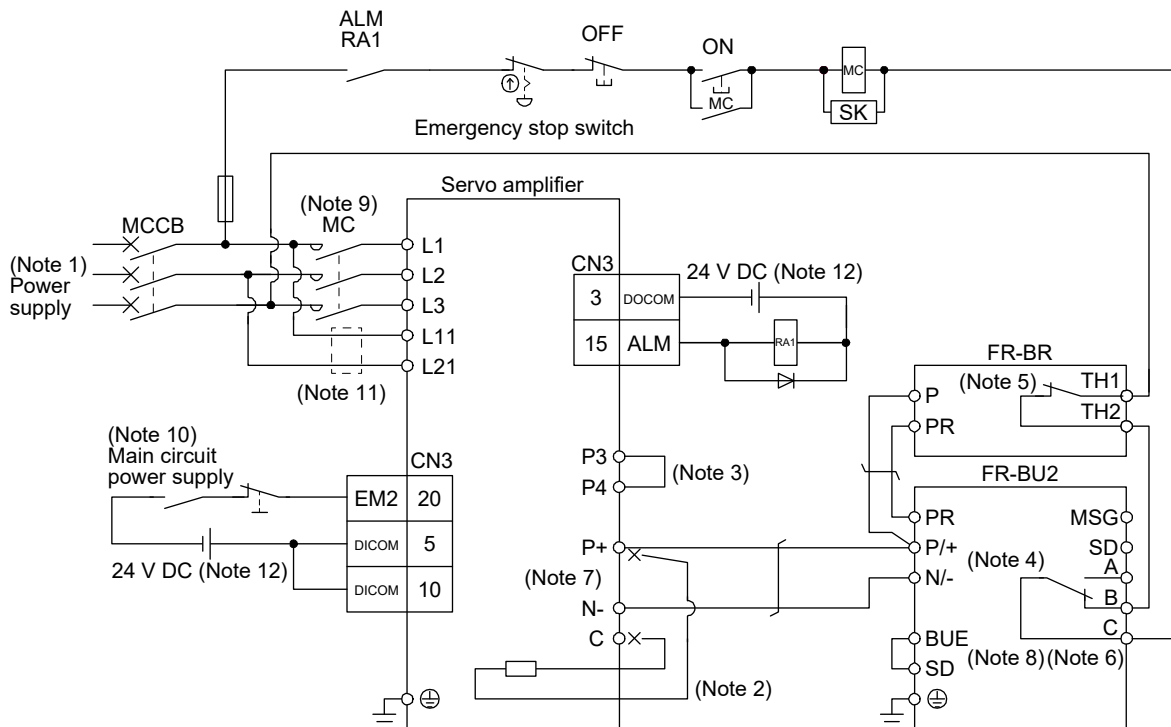 ALM
RA1
OFF
ON
MC
MC
SK
Emergency stop switch
Servo amplifier
(Note 9)
MC
MCCB
(Note 1)
Power
supply
L1
L2
L3
L11
L21
(Note 11)
CN3
24 V DC (Note 12)
3 DOCOM
15 ALM
RA1
FR-BR
(Note 5)
TH1
P
TH2
PR
(Note 10)
Main circuit
power supply
CN3
EM2 20
DICOM 5
DICOM 10
24 V DC (Note 12)
P3
P4
(Note 3)
FR-BU2
PR
MSG
P+
P/+
SD
(Note 7)
(Note 4)
A
N/-
B
N-
C
C
BUE
(Note 8) (Note 6)
SD
(Note 2)